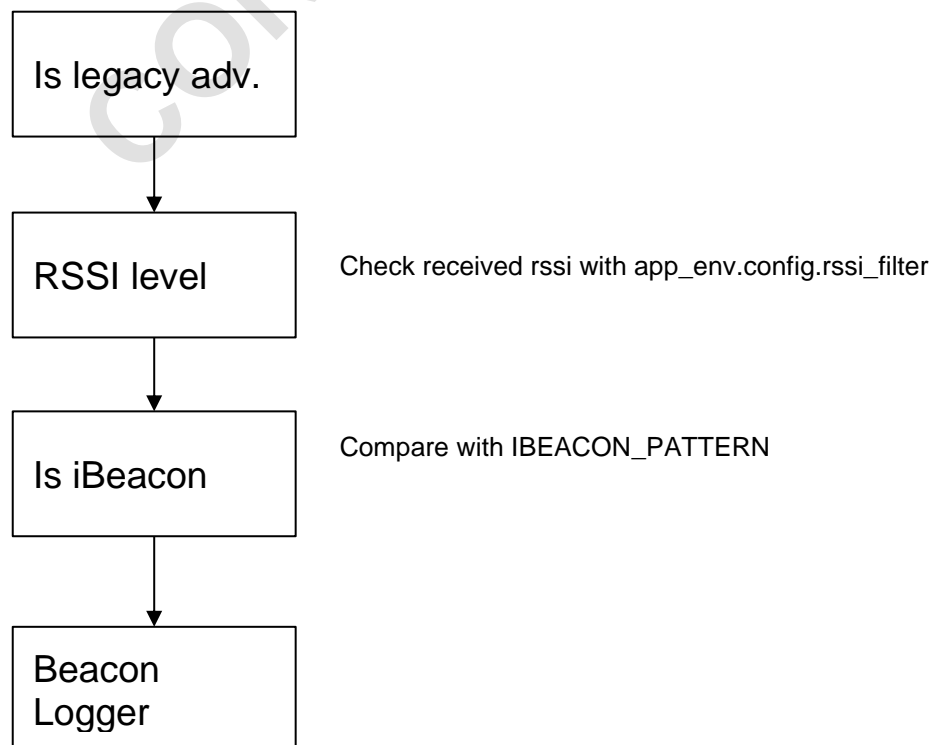 Is legacy adv.
RSSI level
Check received rssi with app_env.config.rssi_filter
Is iBeacon
Compare with IBEACON_PATTERN
Beacon
Logger